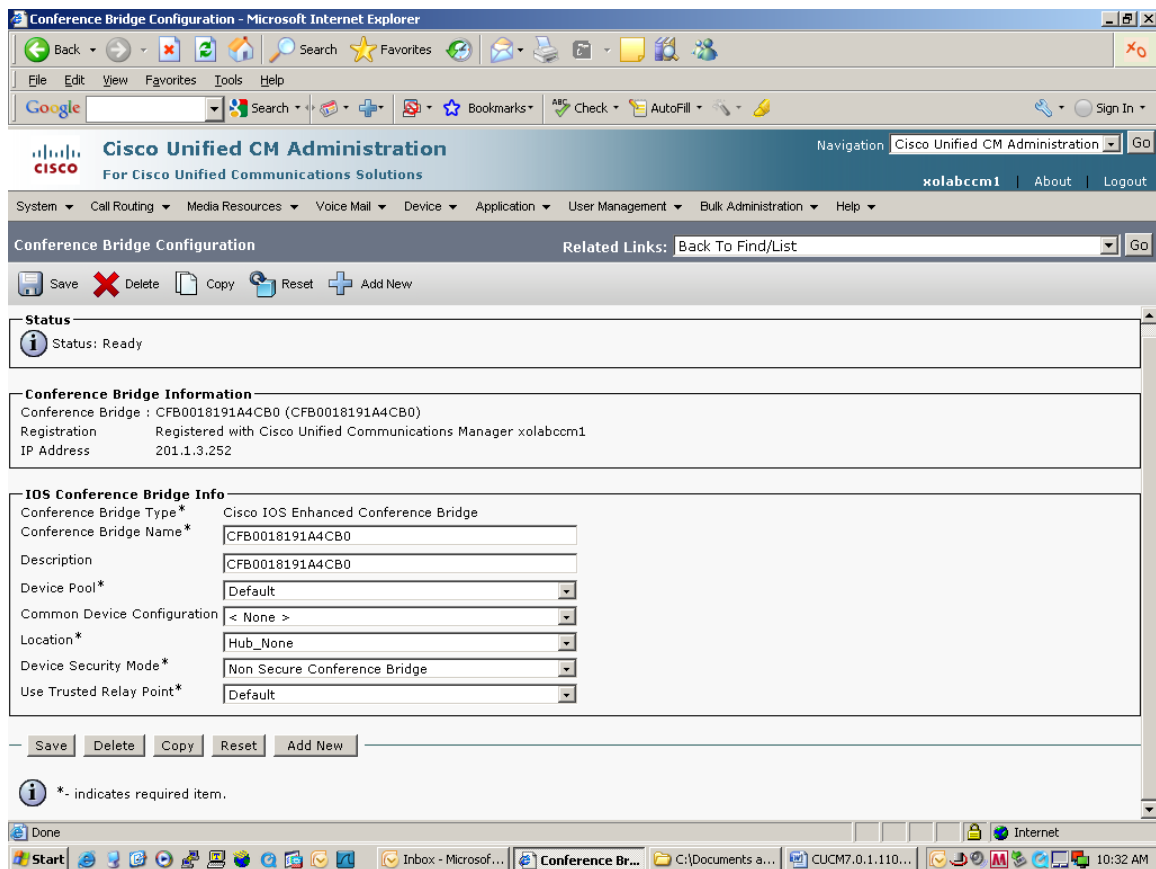 Conference Bridge Configuration - Microsoft Internet Explorer
Back Search Favorites
File Edit View Favorites Tools Help
Google Search Bookmarks Check AutoFill Sign In
CISCO
Cisco Unified CM Administration
For Cisco Unified Communications Solutions
Navigation Cisco Unified CM Administration Go
xolabccm1 | About | Logout
System Call Routing Media Resources Voice Mail Device Application User Management Bulk Administration Help
Conference Bridge Configuration Related Links: Back To Find/List Go
Save Delete Copy Reset Add New
Status
Status: Ready
Conference Bridge Information
Conference Bridge : CFB0018191A4CB0 (CFB0018191A4CB0)
Registration Registered with Cisco Unified Communications Manager xolabccm1
IP Address 201.1.3.252
IOS Conference Bridge Info
Conference Bridge Type* Cisco IOS Enhanced Conference Bridge
Conference Bridge Name* CFB0018191A4CB0
Description CFB0018191A4CB0
Device Pool* Default
Common Device Configuration < None >
Location* Hub_None
Device Security Mode* Non Secure Conference Bridge
Use Trusted Relay Point* Default
Save Delete Copy Reset Add New
*- indicates required item.
Done Internet
Start Inbox - Microsof... Conference Br... C:\Documents a... CUCM7.0.1.110... 10:32 AM